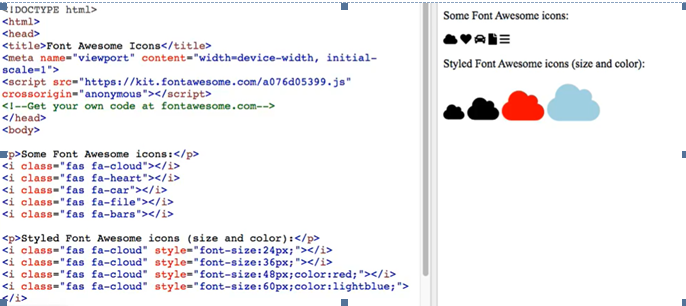 <!DOCTYPE html>
<html>
<head>
<title>Font Awesome Icons</title>
<meta name="viewport" content="width=device-width, initial-
scale=1">
<script src="https://kit.fontawesome.com/a076d05399.js"
crossorigin="anonymous"></script>
<!--Get your own code at fontawesome.com-->
</head>
<body>
<p>Some Font Awesome icons:</p>
<i class="fas fa-cloud"></i>
<i class="fas fa-heart"></i>
<i class="fas fa-car"></i>
<i class="fas fa-file"></i>
<i class="fas fa-bars"></i>
<p>Styled Font Awesome icons (size and color):</p>
<i class="fas fa-cloud" style="font-size:24px;"></i>
<i class="fas fa-cloud" style="font-size:36px;"></i>
<i class="fas fa-cloud" style="font-size:48px;color:red;"></i>
<i class="fas fa-cloud" style="font-size:60px;color:lightblue;">
</i>
Some Font Awesome icons:
Styled Font Awesome icons (size and color):